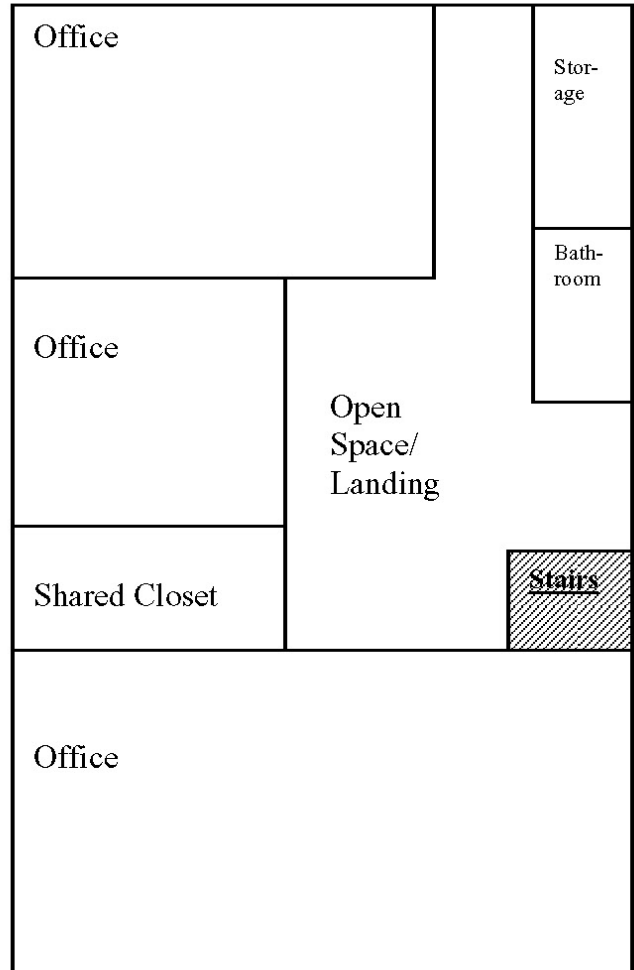 Office
Stor-
age
Bath-
room
Office
Open
Space/
Landing
Stairs
Shared Closet
Office